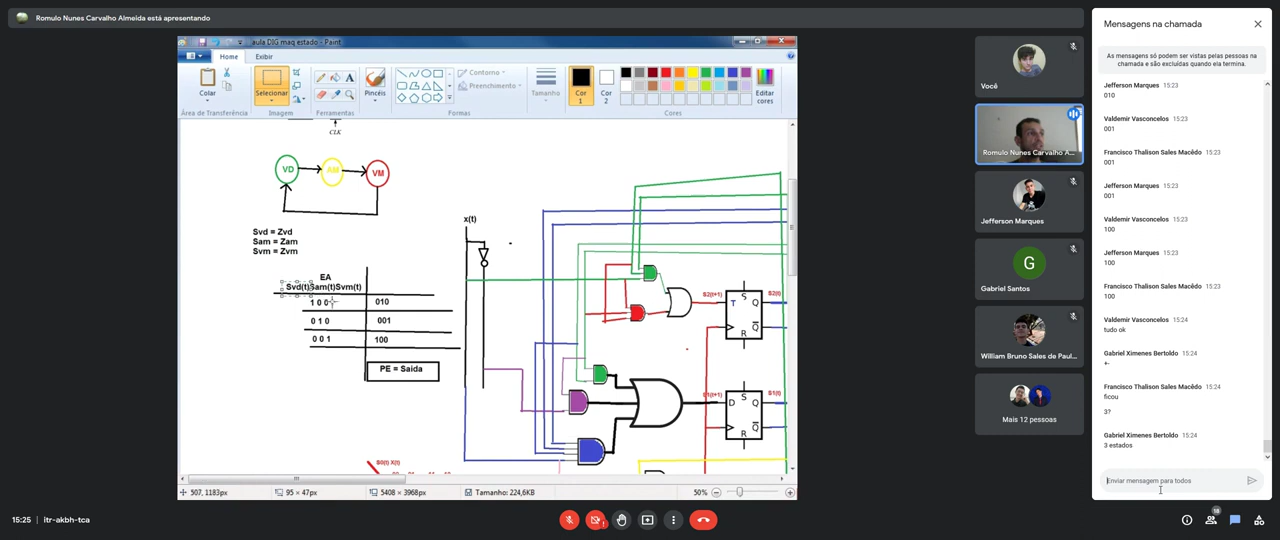 Romulo Nunes Carvalho Almeida está apresentando
aula DIG maq estado - Paint
Home
Exibir
Colar
Selecionar
Pincéis
Contorno
Preenchimento
Tamanho
Cor 1
Cor 2
Editar cores
Área de Transferência
Imagem
Ferramentas
Formas
Cores
CLK
VD
AM
VM
Svd = Zvd
Sam = Zam
Svm = Zvm
EA
Svd(t)Sam(t)Svm(t)
1 0 0
010
0 1 0
001
0 0 1
100
PE = Saida
x(t)
S2(t+1)
T
S
Q
R
Q
S2(t)
S1(t+1)
D
S
Q
R
Q
S1(t)
S0(t) X(t)
507, 1183px
95 × 47px
5408 × 3968px
Tamanho: 224,6KB
50%
Você
Romulo Nunes Carvalho A...
Jefferson Marques
G
Gabriel Santos
William Bruno Sales de Paul...
Mais 12 pessoas
Mensagens na chamada
As mensagens só podem ser vistas pelas pessoas na
chamada e são excluídas quando ela termina.
Jefferson Marques 15:23
010
Valdemir Vasconcelos 15:23
001
Francisco Thalison Sales Macêdo 15:23
001
Jefferson Marques 15:23
001
Valdemir Vasconcelos 15:23
100
Jefferson Marques 15:23
100
Francisco Thalison Sales Macêdo 15:23
100
Valdemir Vasconcelos 15:24
tudo ok
Gabriel Ximenes Bertoldo 15:24
+-
Francisco Thalison Sales Macêdo 15:24
ficou
3?
Gabriel Ximenes Bertoldo 15:24
3 estados
Enviar mensagem para todos
15:25 | itr-akbh-tca
18